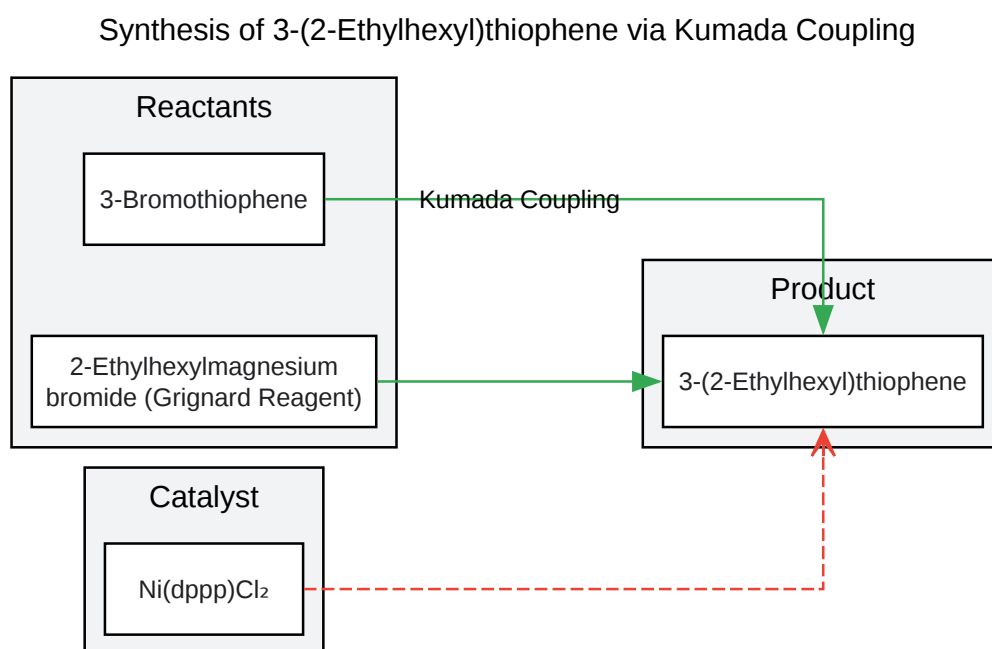 Synthesis of 3-(2-Ethylhexyl)thiophene via Kumada Coupling
Reactants
3-Bromothiophene
Kumada Coupling
Product
2-Ethylhexylmagnesium
bromide (Grignard Reagent)
3-(2-Ethylhexyl)thiophene
Catalyst
Ni(dppp)Cl₂